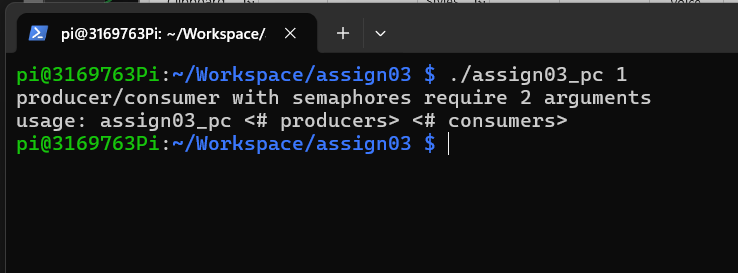 pi@3169763Pi: ~/Workspace/
pi@3169763Pi:~/Workspace/assign03 $ ./assign03_pc 1
producer/consumer with semaphores require 2 arguments
usage: assign03_pc <# producers> <# consumers>
pi@3169763Pi:~/Workspace/assign03 $